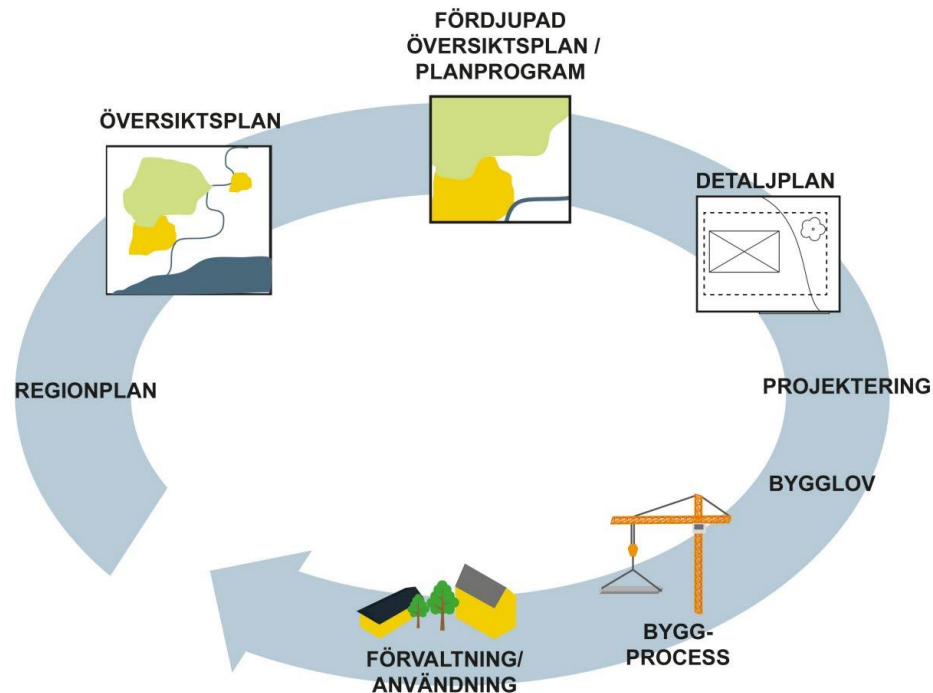 FÖRDJUPAD
ÖVERSIKTSPLAN /
PLANPROGRAM
ÖVERSIKTSPLAN
DETALJPLAN
REGIONPLAN
PROJEKTERING
BYGGLOV
BYGG-
PROCESS
FÖRVALTNING/
ANVÄNDNING